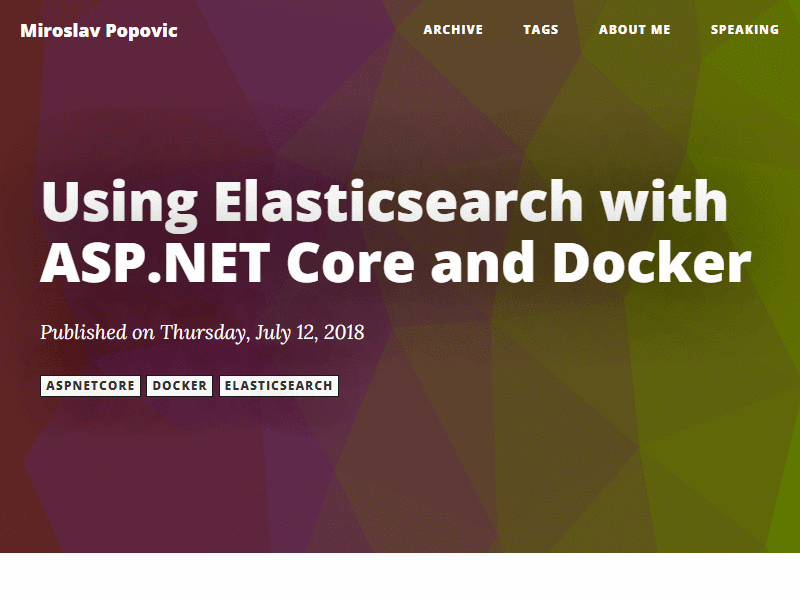 Miroslav Popovic
ARCHIVE TAGS ABOUT ME SPEAKING
Using Elasticsearch with
ASP.NET Core and Docker
Published on Thursday, July 12, 2018
ASPNETCORE DOCKER ELASTICSEARCH